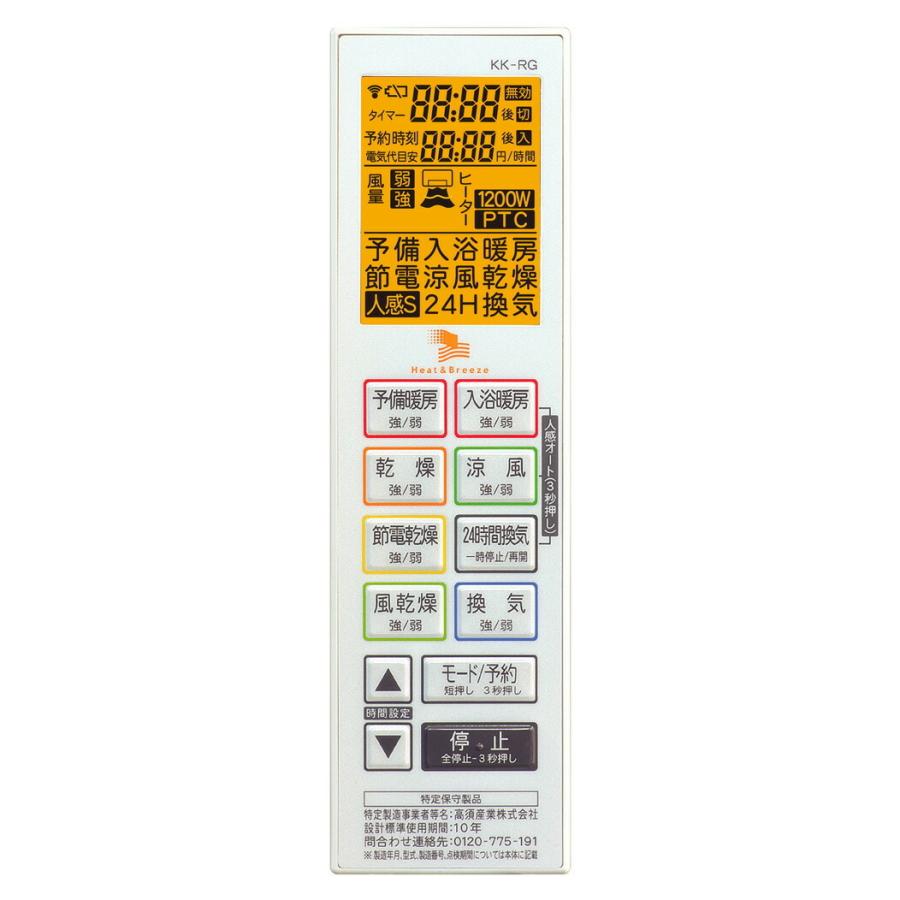 KK-RG
88:88 無効
タイマー 後切
予約時刻 88:88 後入
電気代目安 円/時間
風量 弱 強 ヒーター 1200W PTC
予備入浴暖房
節電涼風乾燥
人感S 24H換気
Heat&Breeze
予備暖房 入浴暖房
強/弱 強/弱
人感オート(3秒押し)
乾燥 涼風
強/弱 強/弱
節電乾燥 24時間換気
強/弱 一時停止/再開
風乾燥 換気
強/弱 強/弱
▲ モード/予約
短押し 3秒押し
時間設定
▼ 停止
全停止-3秒押し
特定保守製品
特定製造事業者等名:高須産業株式会社
設計標準使用期間:10年
問合わせ連絡先:0120-775-191
※製造年月、型式、製造番号、点検期間については本体に記載